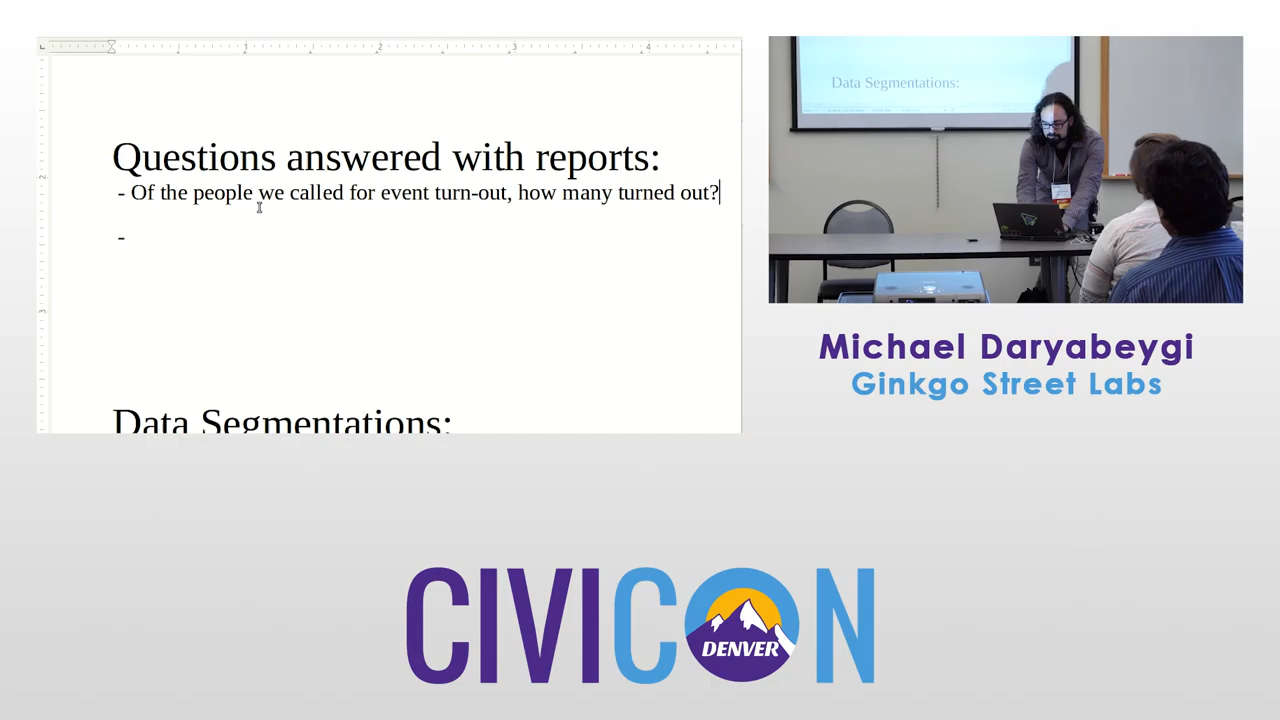 Questions answered with reports:
- Of the people we called for event turn-out, how many turned out?
-
Data Segmentations:
Data Segmentations:
Michael Daryabeygi
Ginkgo Street Labs
CIVICON
DENVER